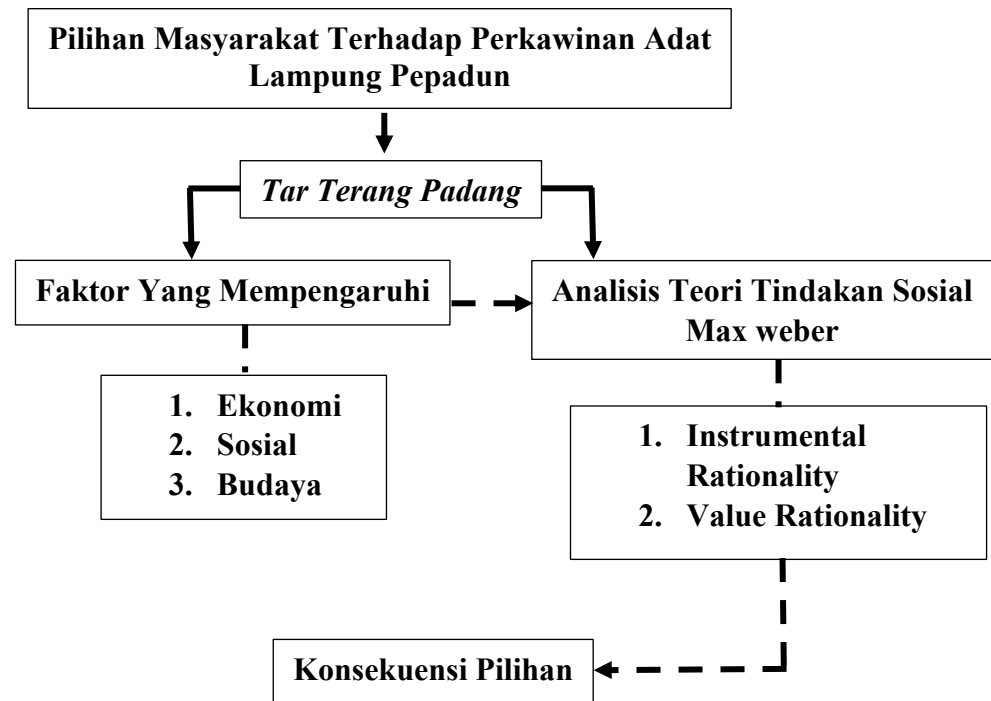 Pilihan Masyarakat Terhadap Perkawinan Adat
Lampung Pepadun
Tar Terang Padang
Faktor Yang Mempengaruhi
Analisis Teori Tindakan Sosial
Max weber
1. Ekonomi
2. Sosial
3. Budaya
1. Instrumental
Rationality
2. Value Rationality
Konsekuensi Pilihan